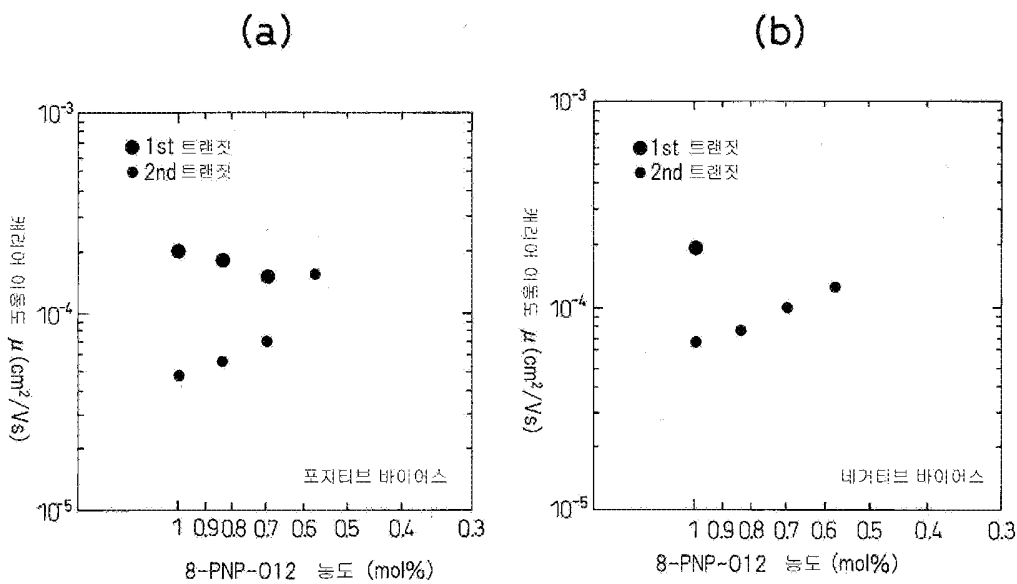 (a)
10⁻³
● 1st 트랜짓
● 2nd 트랜짓
캐리어 이동도 μ (cm²/Vs)
10⁻⁴
포지티브 바이어스
10⁻⁵
1 0.9 0.8 0.7 0.6 0.5 0.4 0.3
8-PNP-O12 농도 (mol%)
(b)
10⁻³
● 1st 트랜짓
● 2nd 트랜짓
캐리어 이동도 μ (cm²/Vs)
10⁻⁴
네거티브 바이어스
10⁻⁵
1 0.9 0.8 0.7 0.6 0.5 0.4 0.3
8-PNP-O12 농도 (mol%)